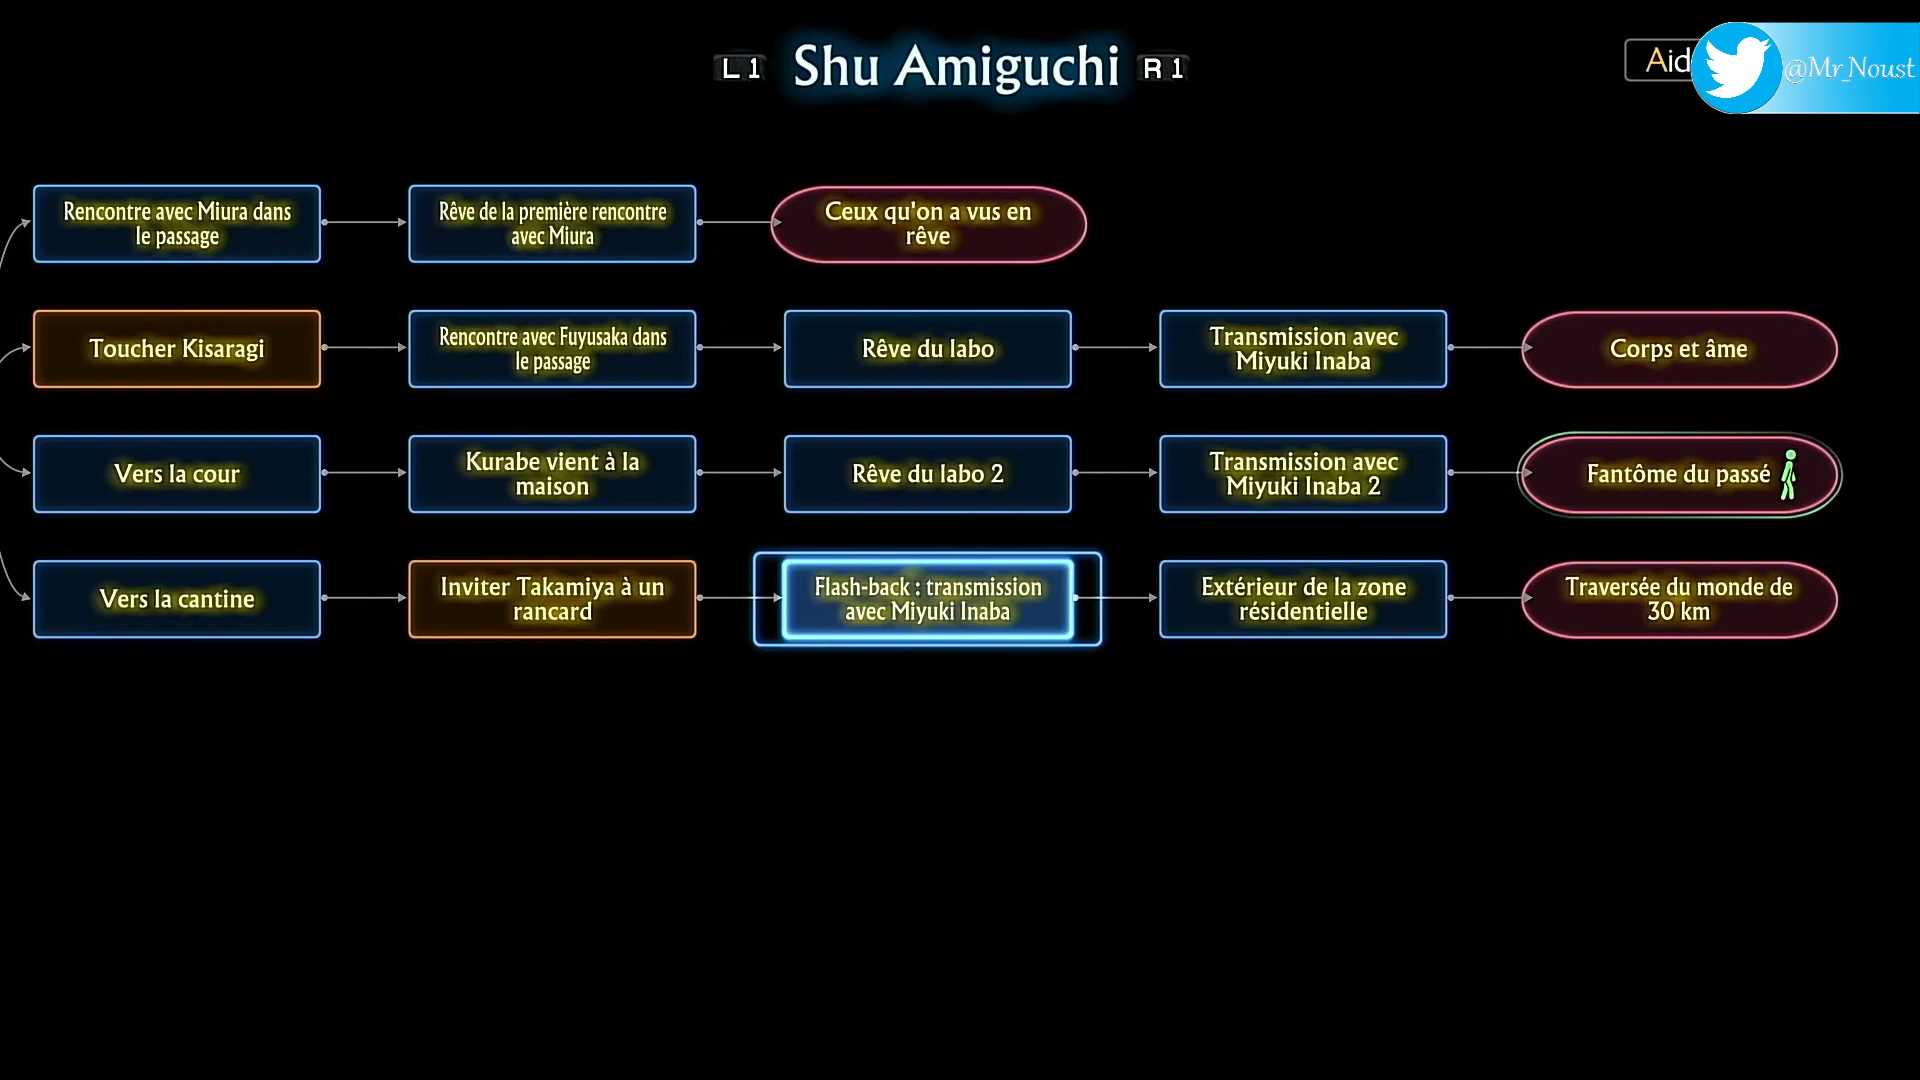 L1 Shu Amiguchi R1
Aid
@Mr_Noust
Rencontre avec Miura dans
le passage
Rêve de la première rencontre
avec Miura
Ceux qu'on a vus en
rêve
Toucher Kisaragi
Rencontre avec Fuyusaka dans
le passage
Rêve du labo
Transmission avec
Miyuki Inaba
Corps et âme
Vers la cour
Kurabe vient à la
maison
Rêve du labo 2
Transmission avec
Miyuki Inaba 2
Fantôme du passé
Vers la cantine
Inviter Takamiya à un
rancard
Flash-back : transmission
avec Miyuki Inaba
Extérieur de la zone
résidentielle
Traversée du monde de
30 km